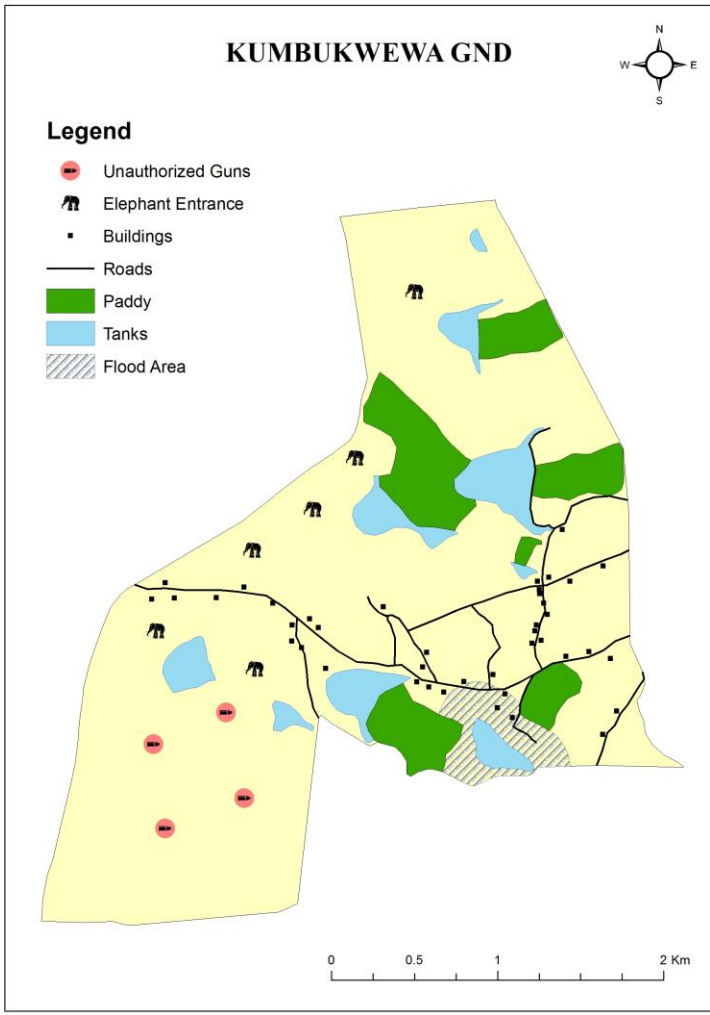 KUMBUKWEWA GND
N
W E
S
Legend
Unauthorized Guns
Elephant Entrance
Buildings
Roads
Paddy
Tanks
Flood Area
0 0.5 1 2 Km